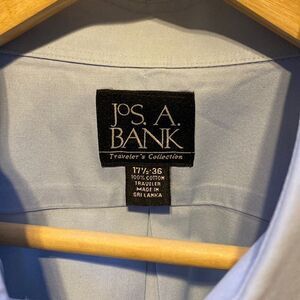 JOS. A.
BANK
Traveler's Collection
17½-36
100% COTTON
TRAVELER
MADE IN
SRI LANKA